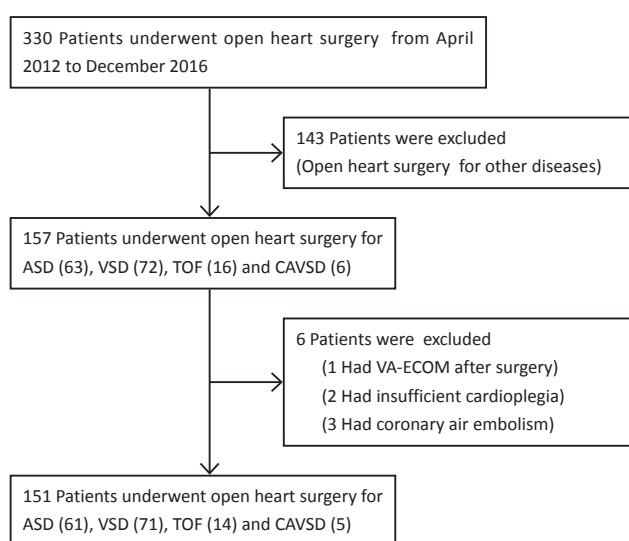 330 Patients underwent open heart surgery from April
2012 to December 2016
143 Patients were excluded
(Open heart surgery for other diseases)
157 Patients underwent open heart surgery for
ASD (63), VSD (72), TOF (16) and CAVSD (6)
6 Patients were excluded
(1 Had VA-ECOM after surgery)
(2 Had insufficient cardioplegia)
(3 Had coronary air embolism)
151 Patients underwent open heart surgery for
ASD (61), VSD (71), TOF (14) and CAVSD (5)